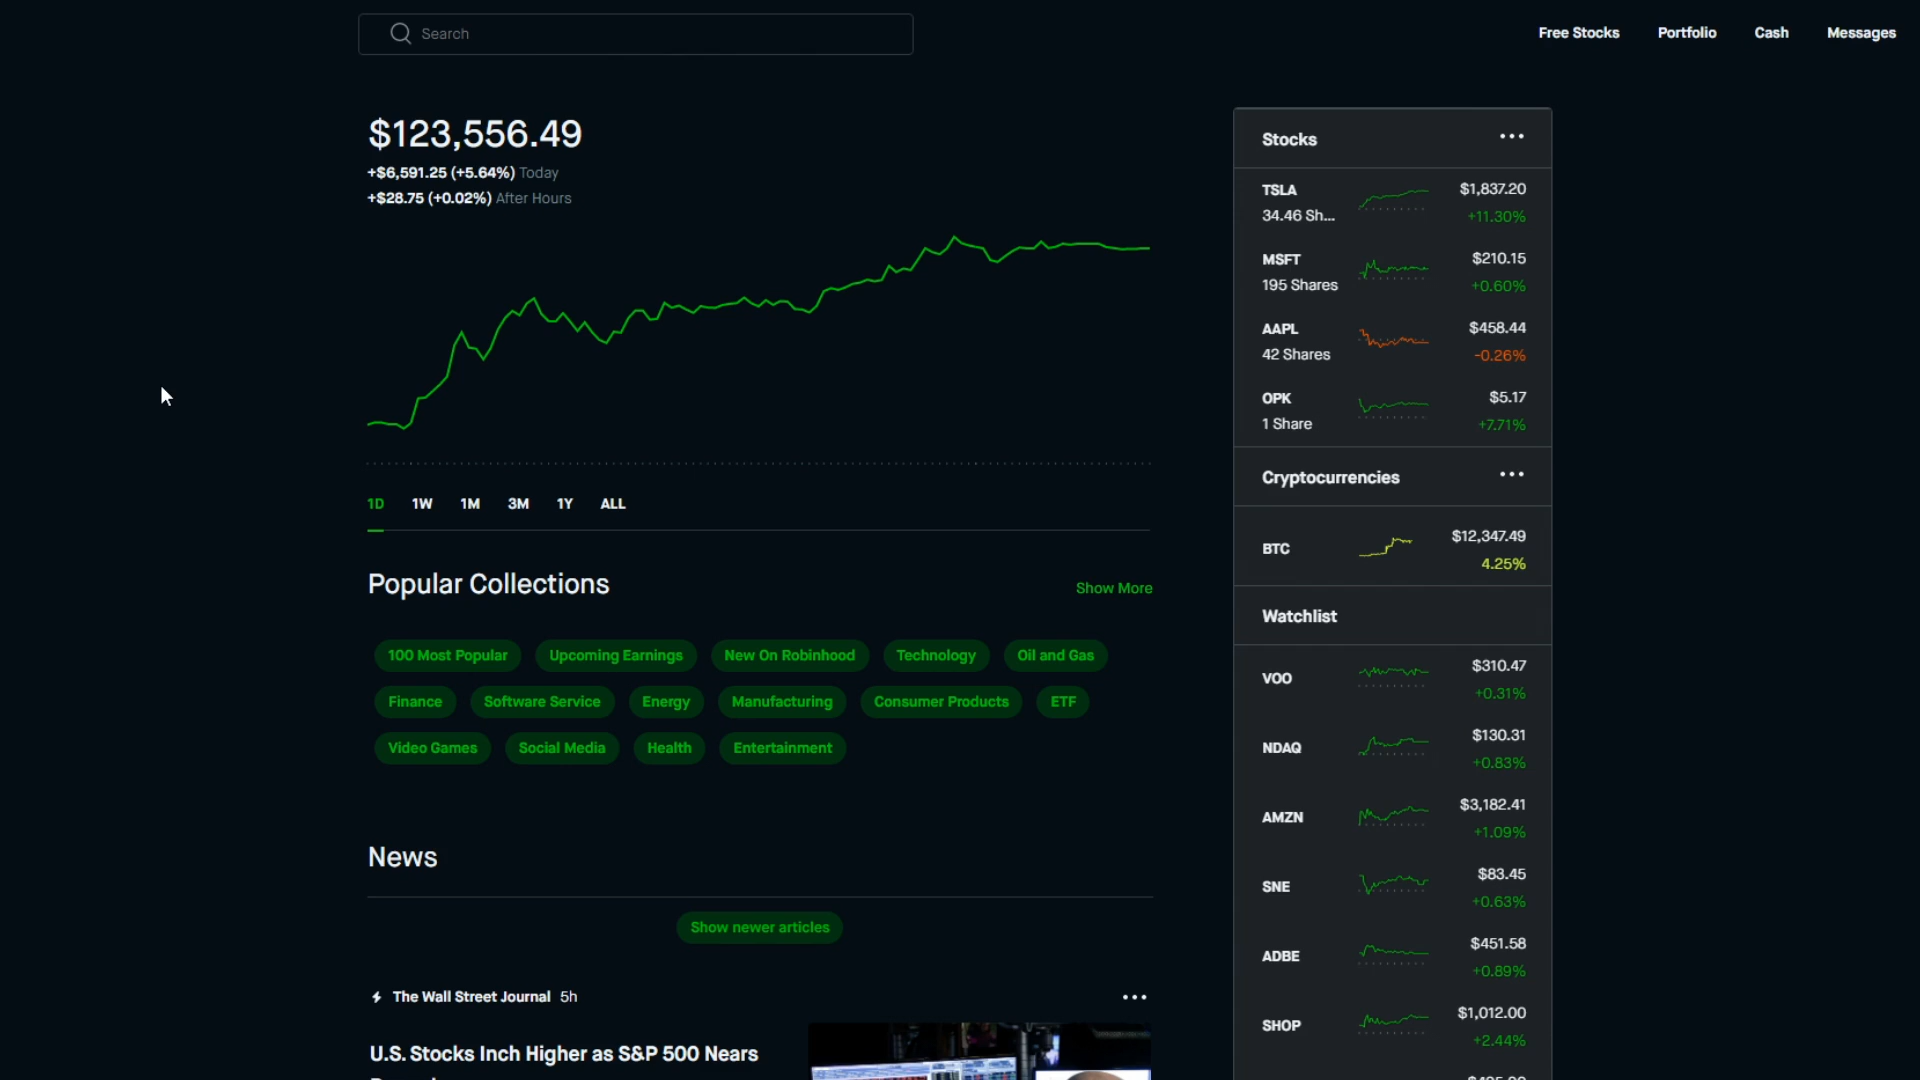 Search
Free Stocks
Portfolio
Cash
Messages
$123,556.49
+$6,591.25 (+5.64%) Today
+$28.75 (+0.02%) After Hours
1D
1W
1M
3M
1Y
ALL
Popular Collections
Show More
100 Most Popular
Upcoming Earnings
New On Robinhood
Technology
Oil and Gas
Finance
Software Service
Energy
Manufacturing
Consumer Products
ETF
Video Games
Social Media
Health
Entertainment
News
Show newer articles
The Wall Street Journal 5h
U.S. Stocks Inch Higher as S&P 500 Nears
Stocks
TSLA
$1,837.20
34.46 Sh...
+11.30%
MSFT
$210.15
195 Shares
+0.60%
AAPL
$458.44
42 Shares
-0.26%
OPK
$5.17
1 Share
+7.71%
Cryptocurrencies
BTC
$12,347.49
4.25%
Watchlist
VOO
$310.47
+0.31%
NDAQ
$130.31
+0.83%
AMZN
$3,182.41
+1.09%
SNE
$83.45
+0.63%
ADBE
$451.58
+0.89%
SHOP
$1,012.00
+2.44%